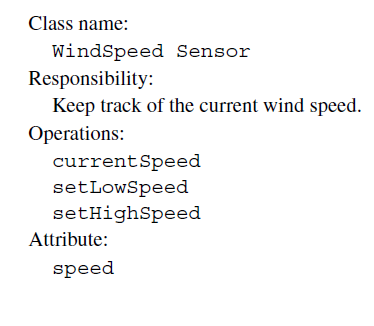 Class name:
WindSpeed Sensor
Responsibility:
Keep track of the current wind speed.
Operations:
currentSpeed
setLowSpeed
setHighSpeed
Attribute:
speed